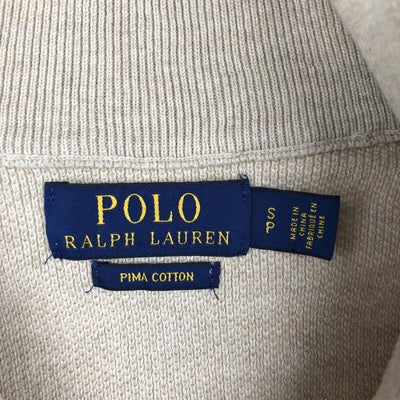 POLO
RALPH LAUREN
PIMA COTTON
S
P
MADE IN
CHINA
FABRIQUÉ EN
CHINE